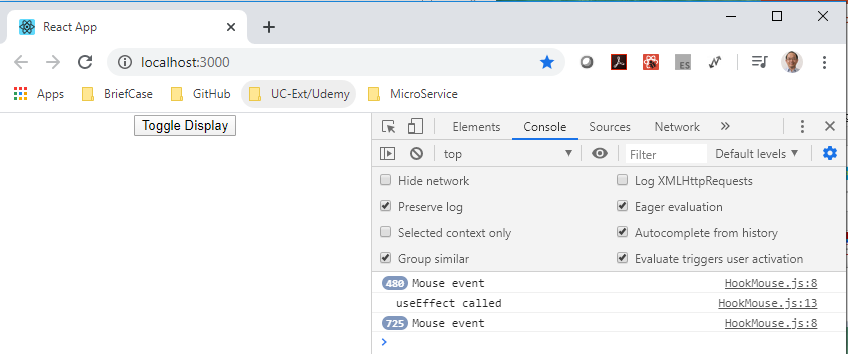 React App
localhost:3000
Apps BriefCase GitHub UC-Ext/Udemy MicroService
Toggle Display
Elements Console Sources Network
top Filter Default levels
Hide network Log XMLHttpRequests
Preserve log Eager evaluation
Selected context only Autocomplete from history
Group similar Evaluate triggers user activation
480 Mouse event HookMouse.js:8
useEffect called HookMouse.js:13
725 Mouse event HookMouse.js:8